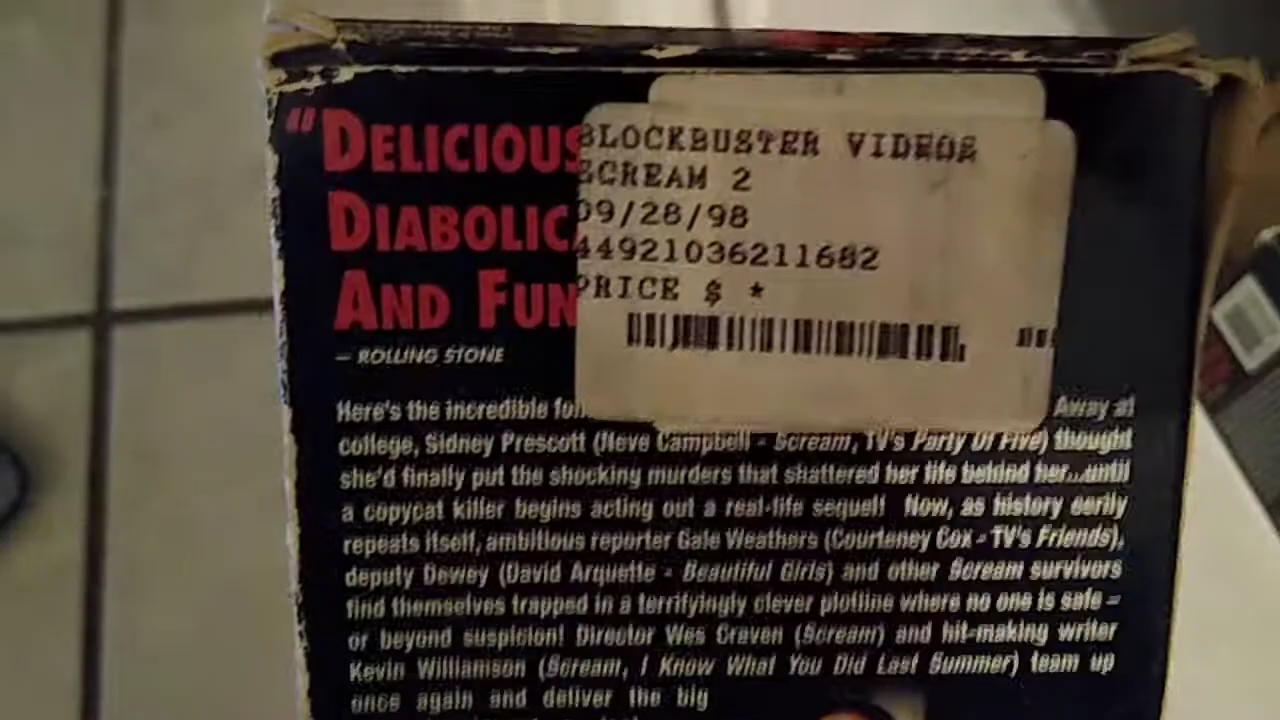 "DELICIOUS
DIABOLIC
AND FUN
– ROLLING STONE
BLOCKBUSTER VIDEOS
SCREAM 2
09/28/98
44921036211682
PRICE $ *
Here's the incredible Away at
college, Sidney Prescott (Neve Campbell - Scream, TV's Party Of Five) thought
she'd finally put the shocking murders that shattered her life behind her...until
a copycat killer begins acting out a real-life sequel! Now, as history eerily
repeats itself, ambitious reporter Gale Weathers (Courteney Cox - TV's Friends),
deputy Dewey (David Arquette - Beautiful Girls) and other Scream survivors
find themselves trapped in a terrifyingly clever plotline where no one is safe –
or beyond suspicion! Director Wes Craven (Scream) and hit-making writer
Kevin Williamson (Scream, I Know What You Did Last Summer) team up
once again and deliver the big